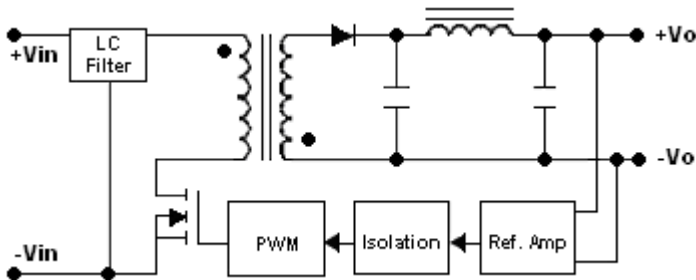 +Vin
LC
Filter
+Vo
-Vo
-Vin
PWM
Isolation
Ref. Amp